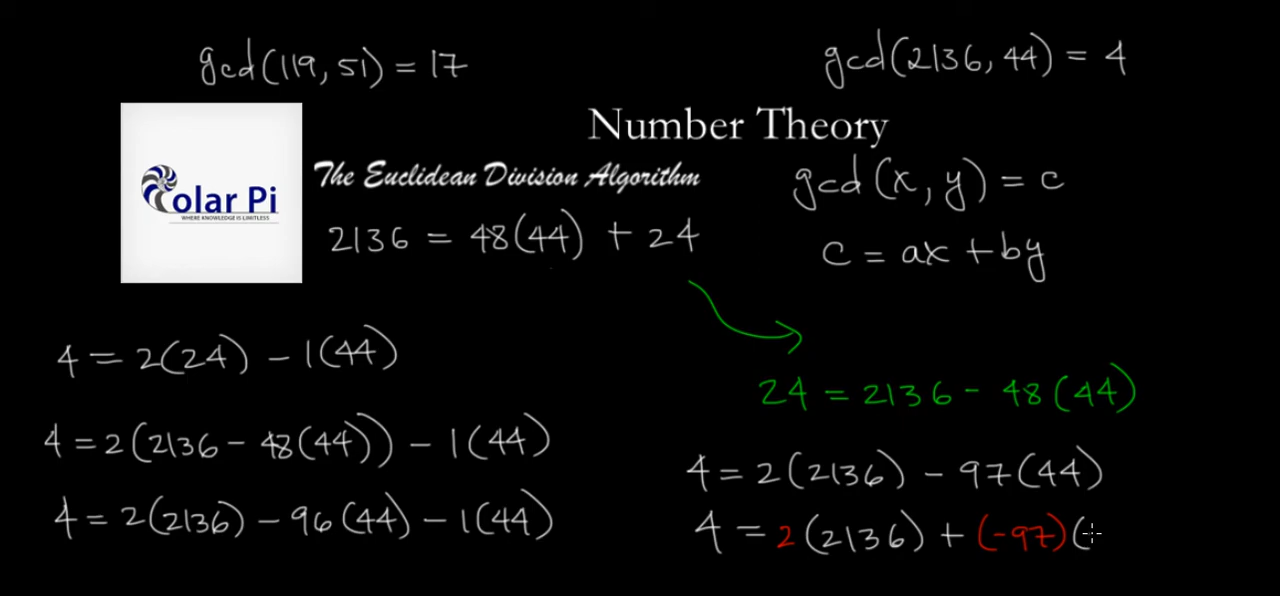 gcd(119, 51) = 17
gcd(2136, 44) = 4
Number Theory
olar Pi
WHERE KNOWLEDGE IS LIMITLESS
The Euclidean Division Algorithm
gcd(x, y) = c
2136 = 48(44) + 24
c = ax + by
4 = 2(24) - 1(44)
24 = 2136 - 48(44)
4 = 2(2136 - 48(44)) - 1(44)
4 = 2(2136) - 97(44)
4 = 2(2136) - 96(44) - 1(44)
4 = 2(2136) + (-97)(